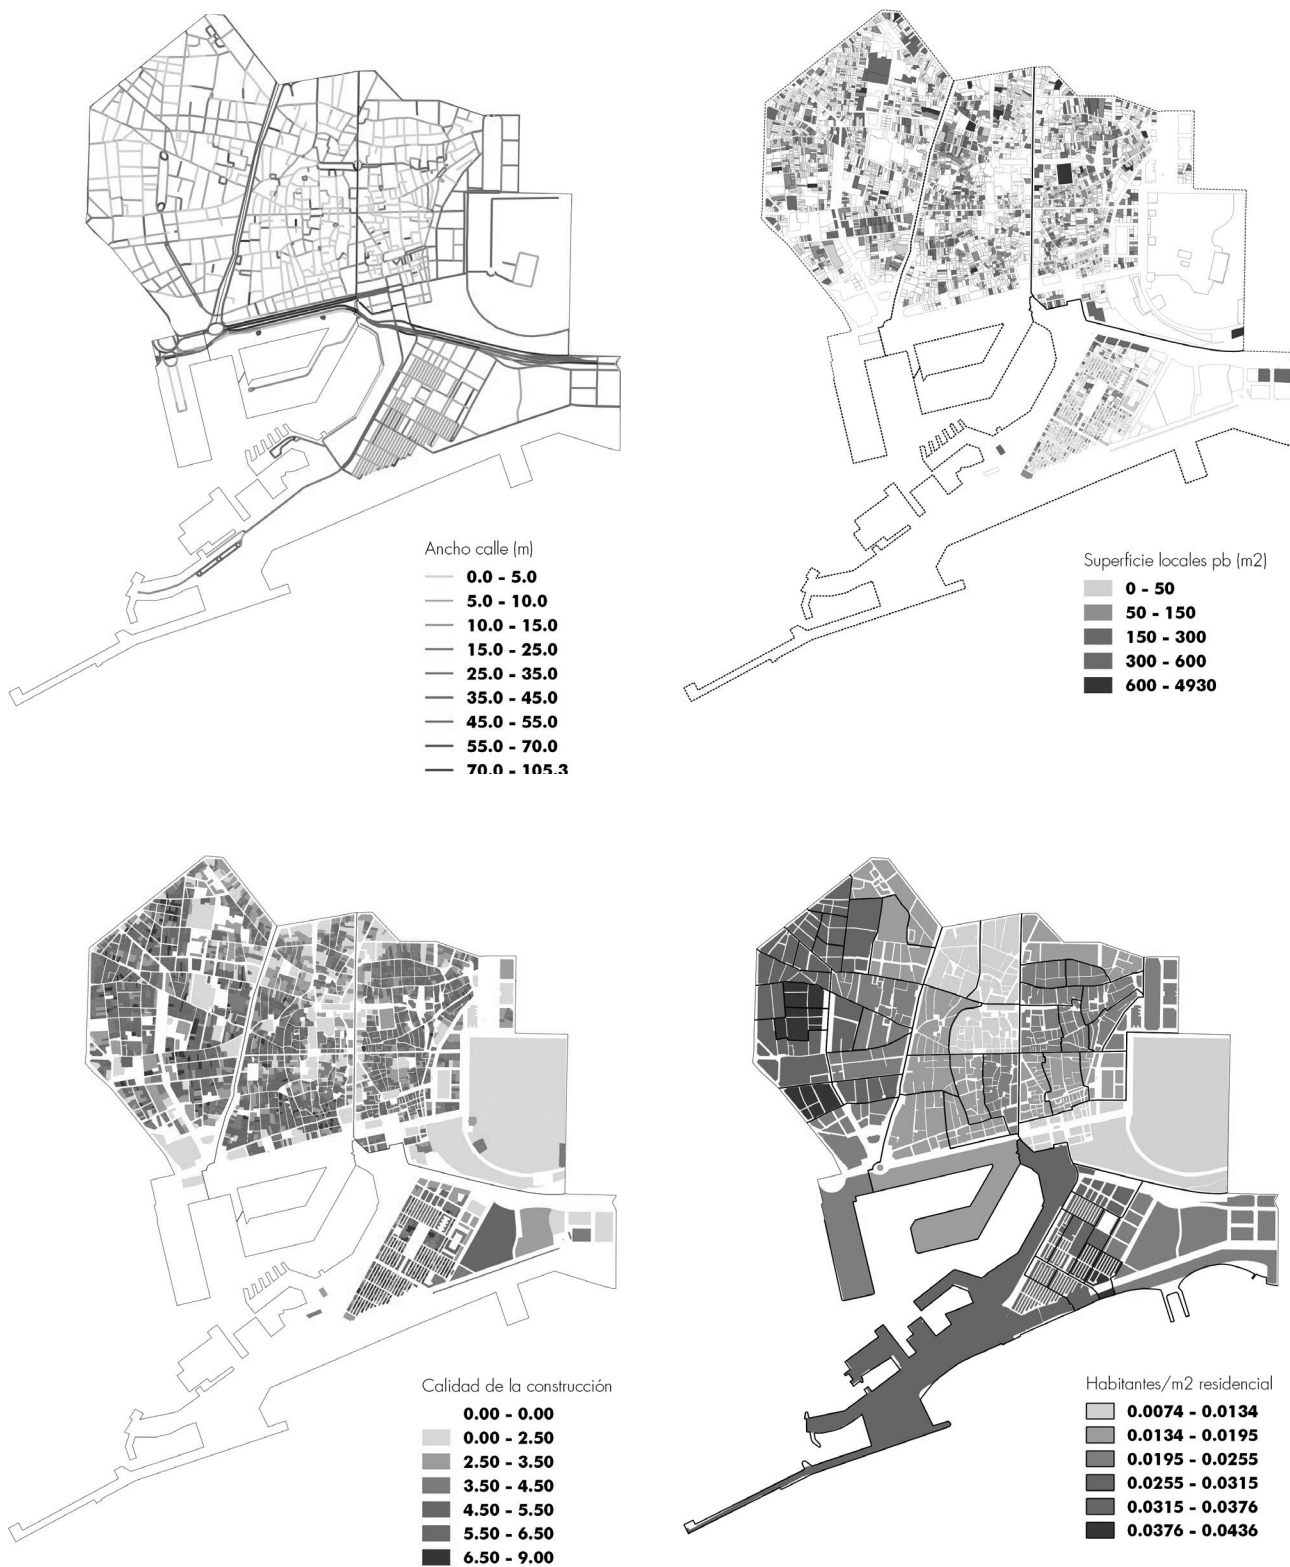 Ancho calle (m)
0.0 - 5.0
5.0 - 10.0
10.0 - 15.0
15.0 - 25.0
25.0 - 35.0
35.0 - 45.0
45.0 - 55.0
55.0 - 70.0
70.0 - 105.3
Superficie locales pb (m2)
0 - 50
50 - 150
150 - 300
300 - 600
600 - 4930
Calidad de la construcción
0.00 - 0.00
0.00 - 2.50
2.50 - 3.50
3.50 - 4.50
4.50 - 5.50
5.50 - 6.50
6.50 - 9.00
Habitantes/m2 residencial
0.0074 - 0.0134
0.0134 - 0.0195
0.0195 - 0.0255
0.0255 - 0.0315
0.0315 - 0.0376
0.0376 - 0.0436